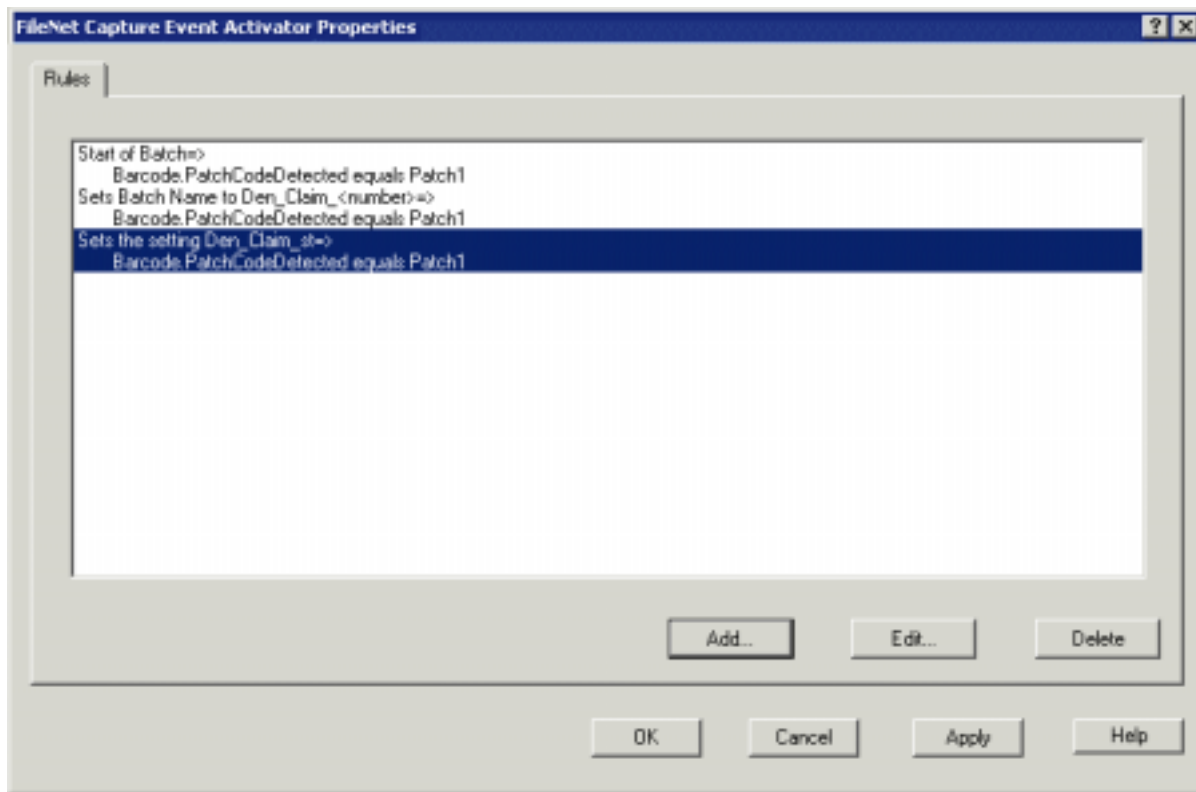 FileNet Capture Event Activator Properties
Rules
Start of Batch=>
Barcode.PatchCodeDetected equals Patch1
Sets Batch Name to Den_Claim_<number>=>
Barcode.PatchCodeDetected equals Patch1
Sets the setting Den_Claim_st=>
Barcode.PatchCodeDetected equals Patch1
Add... Edit... Delete
OK Cancel Apply Help